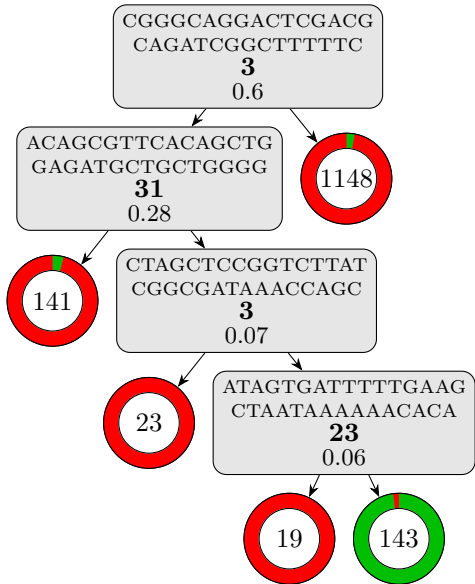 CGGGCAGGACTCGACG
CAGATCGGCTTTTTC
3
0.6
ACAGCGTTCACAGCTG
GAGATGCTGCTGGGG
31
0.28
1148
141
CTAGCTCCGGTCTTAT
CGGCGATAAACCAGC
3
0.07
23
ATAGTGATTTTTGAAG
CTAATAAAAAACACA
23
0.06
19
143